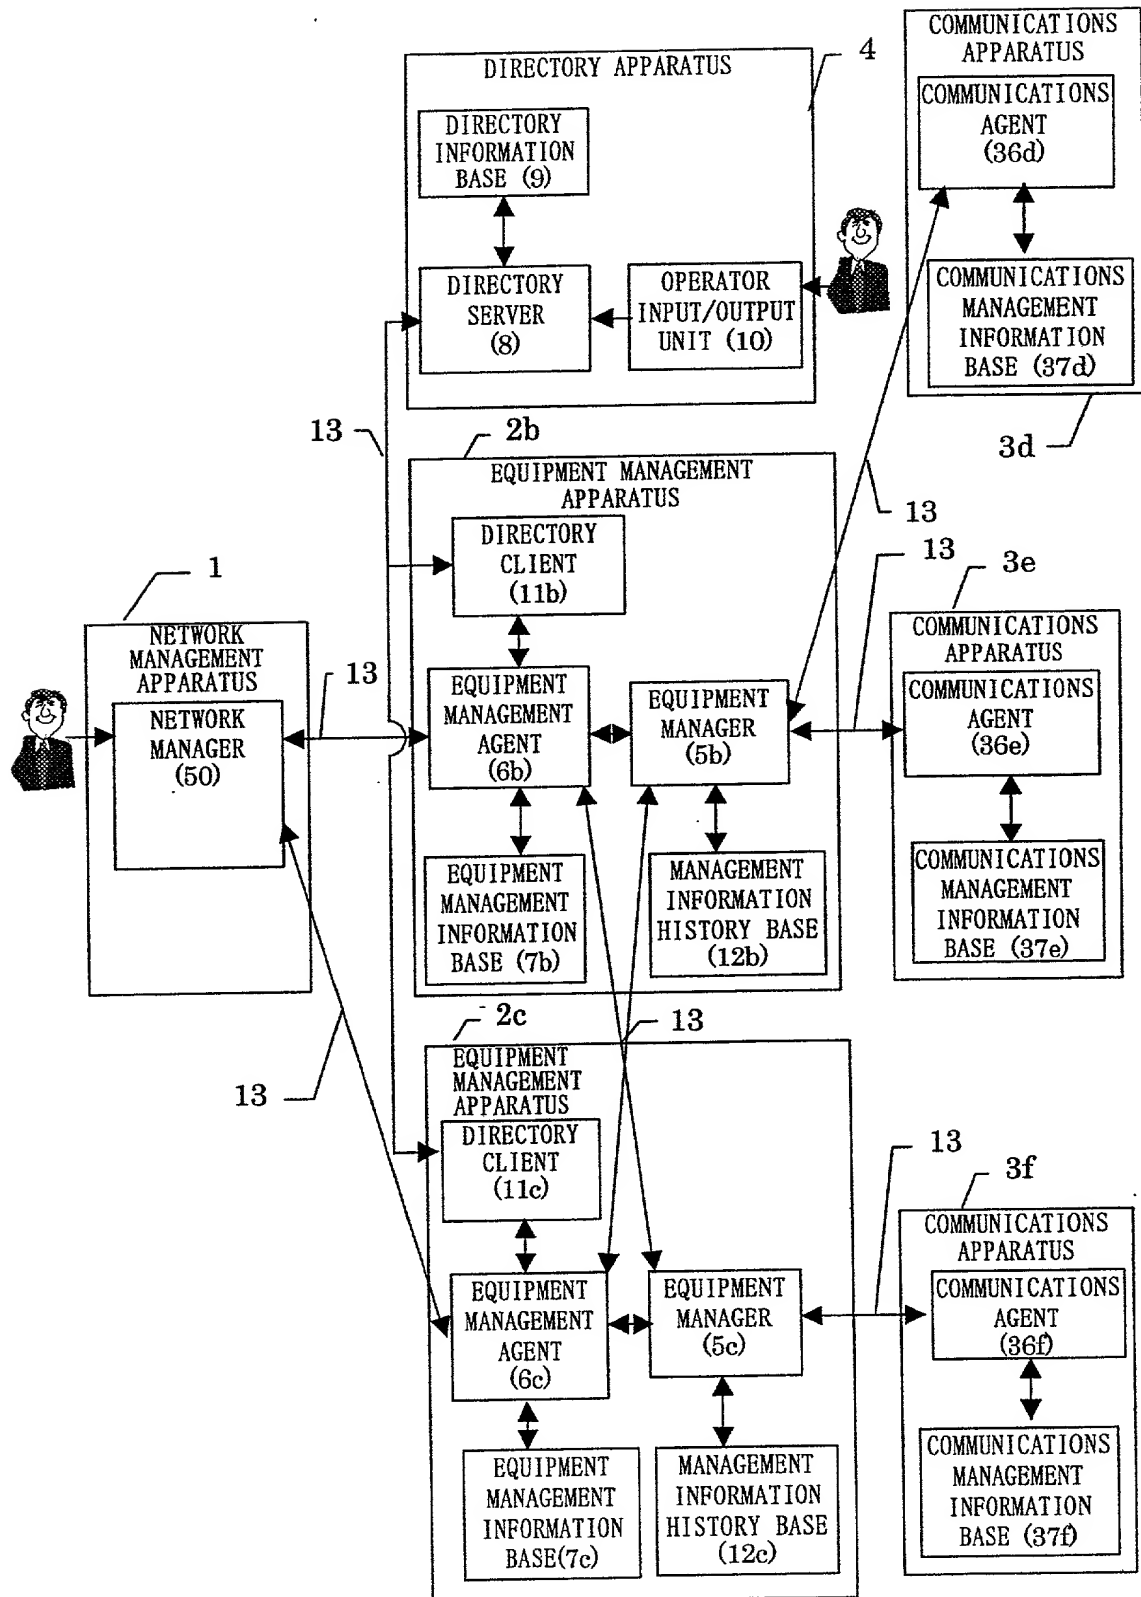 DIRECTORY APPARATUS
4
DIRECTORY
INFORMATION
BASE (9)
DIRECTORY
SERVER
(8)
OPERATOR
INPUT/OUTPUT
UNIT (10)
COMMUNICATIONS
APPARATUS
COMMUNICATIONS
AGENT
(36d)
COMMUNICATIONS
MANAGEMENT
INFORMATION
BASE (37d)
3d
13
2b
EQUIPMENT MANAGEMENT
APPARATUS
DIRECTORY
CLIENT
(11b)
EQUIPMENT
MANAGEMENT
AGENT
(6b)
EQUIPMENT
MANAGER
(5b)
EQUIPMENT
MANAGEMENT
INFORMATION
BASE (7b)
MANAGEMENT
INFORMATION
HISTORY BASE
(12b)
13
13
3e
COMMUNICATIONS
APPARATUS
COMMUNICATIONS
AGENT
(36e)
COMMUNICATIONS
MANAGEMENT
INFORMATION
BASE (37e)
1
NETWORK
MANAGEMENT
APPARATUS
NETWORK
MANAGER
(50)
13
13
2c
13
EQUIPMENT
MANAGEMENT
APPARATUS
DIRECTORY
CLIENT
(11c)
EQUIPMENT
MANAGEMENT
AGENT
(6c)
EQUIPMENT
MANAGER
(5c)
EQUIPMENT
MANAGEMENT
INFORMATION
BASE(7c)
MANAGEMENT
INFORMATION
HISTORY BASE
(12c)
13
3f
COMMUNICATIONS
APPARATUS
COMMUNICATIONS
AGENT
(36f)
COMMUNICATIONS
MANAGEMENT
INFORMATION
BASE (37f)